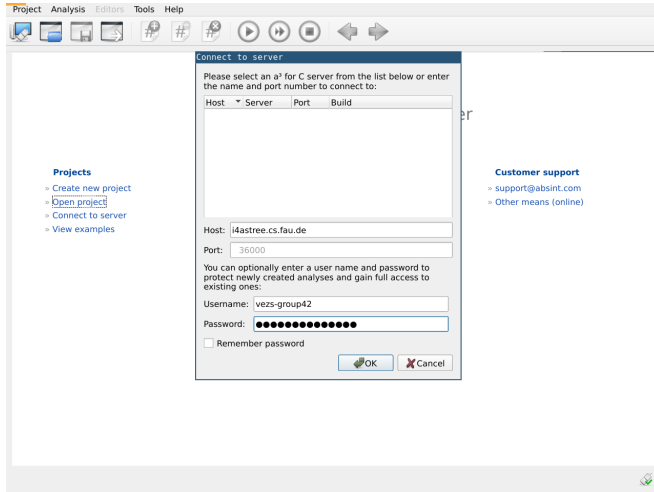 Project Analysis Editors Tools Help
Connect to server
Please select an a³ for C server from the list below or enter
the name and port number to connect to:
Host Server Port Build
er
Projects
» Create new project
» Open project
» Connect to server
» View examples
Customer support
» support@absint.com
» Other means (online)
Host: i4astree.cs.fau.de
Port: 36000
You can optionally enter a user name and password to
protect newly created analyses and gain full access to
existing ones:
Username: vezs-group42
Password: ●●●●●●●●●●●●●●
Remember password
OK Cancel